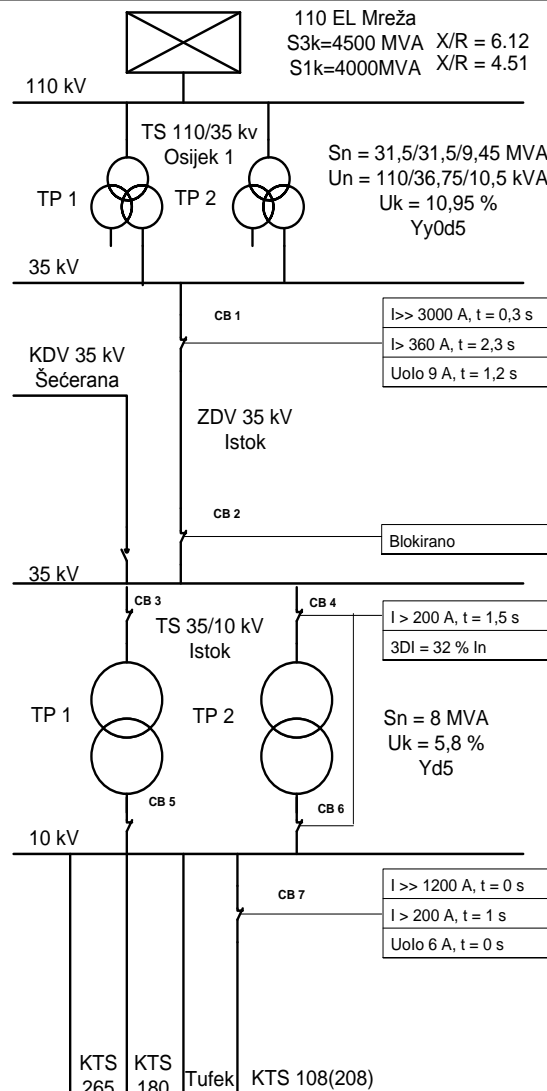 110 EL Mreža
S3k=4500 MVA X/R = 6.12
S1k=4000MVA X/R = 4.51
110 kV
TS 110/35 kv
Osijek 1
TP 1
TP 2
Sn = 31,5/31,5/9,45 MVA
Un = 110/36,75/10,5 kVA
Uk = 10,95 %
Yy0d5
35 kV
CB 1
I>> 3000 A, t = 0,3 s
I> 360 A, t = 2,3 s
Uolo 9 A, t = 1,2 s
KDV 35 kV
Šećerana
ZDV 35 kV
Istok
CB 2
Blokirano
35 kV
CB 3
CB 4
TS 35/10 kV
Istok
I > 200 A, t = 1,5 s
3DI = 32 % In
TP 1
TP 2
Sn = 8 MVA
Uk = 5,8 %
Yd5
CB 5
CB 6
10 kV
CB 7
I >> 1200 A, t = 0 s
I > 200 A, t = 1 s
Uolo 6 A, t = 0 s
KTS
265
KTS
180
Tufek
KTS 108(208)